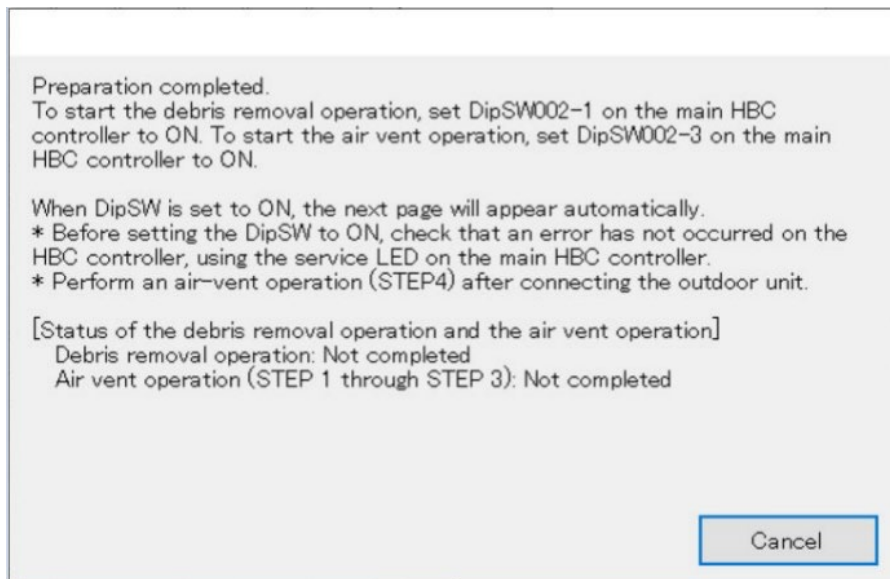 Preparation completed.
To start the debris removal operation, set DipSW002-1 on the main HBC
controller to ON. To start the air vent operation, set DipSW002-3 on the main
HBC controller to ON.
When DipSW is set to ON, the next page will appear automatically.
* Before setting the DipSW to ON, check that an error has not occurred on the
HBC controller, using the service LED on the main HBC controller.
* Perform an air-vent operation (STEP4) after connecting the outdoor unit.
[Status of the debris removal operation and the air vent operation]
Debris removal operation: Not completed
Air vent operation (STEP 1 through STEP 3): Not completed
Cancel